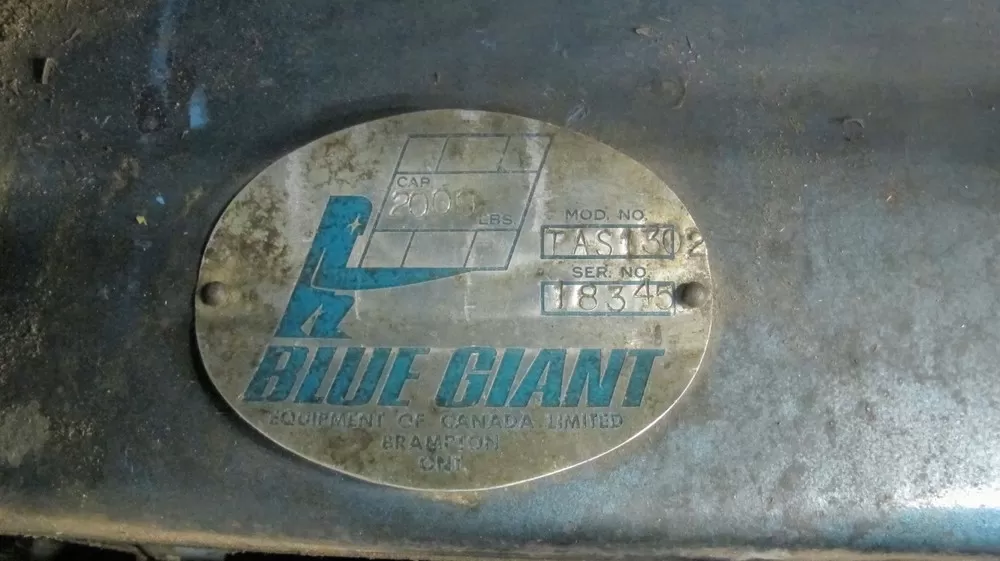 CAP.
2000 LBS.
MOD. NO.
PAS1302
SER. NO.
18345
BLUE GIANT
EQUIPMENT OF CANADA LIMITED
BRAMPTON
ONT.